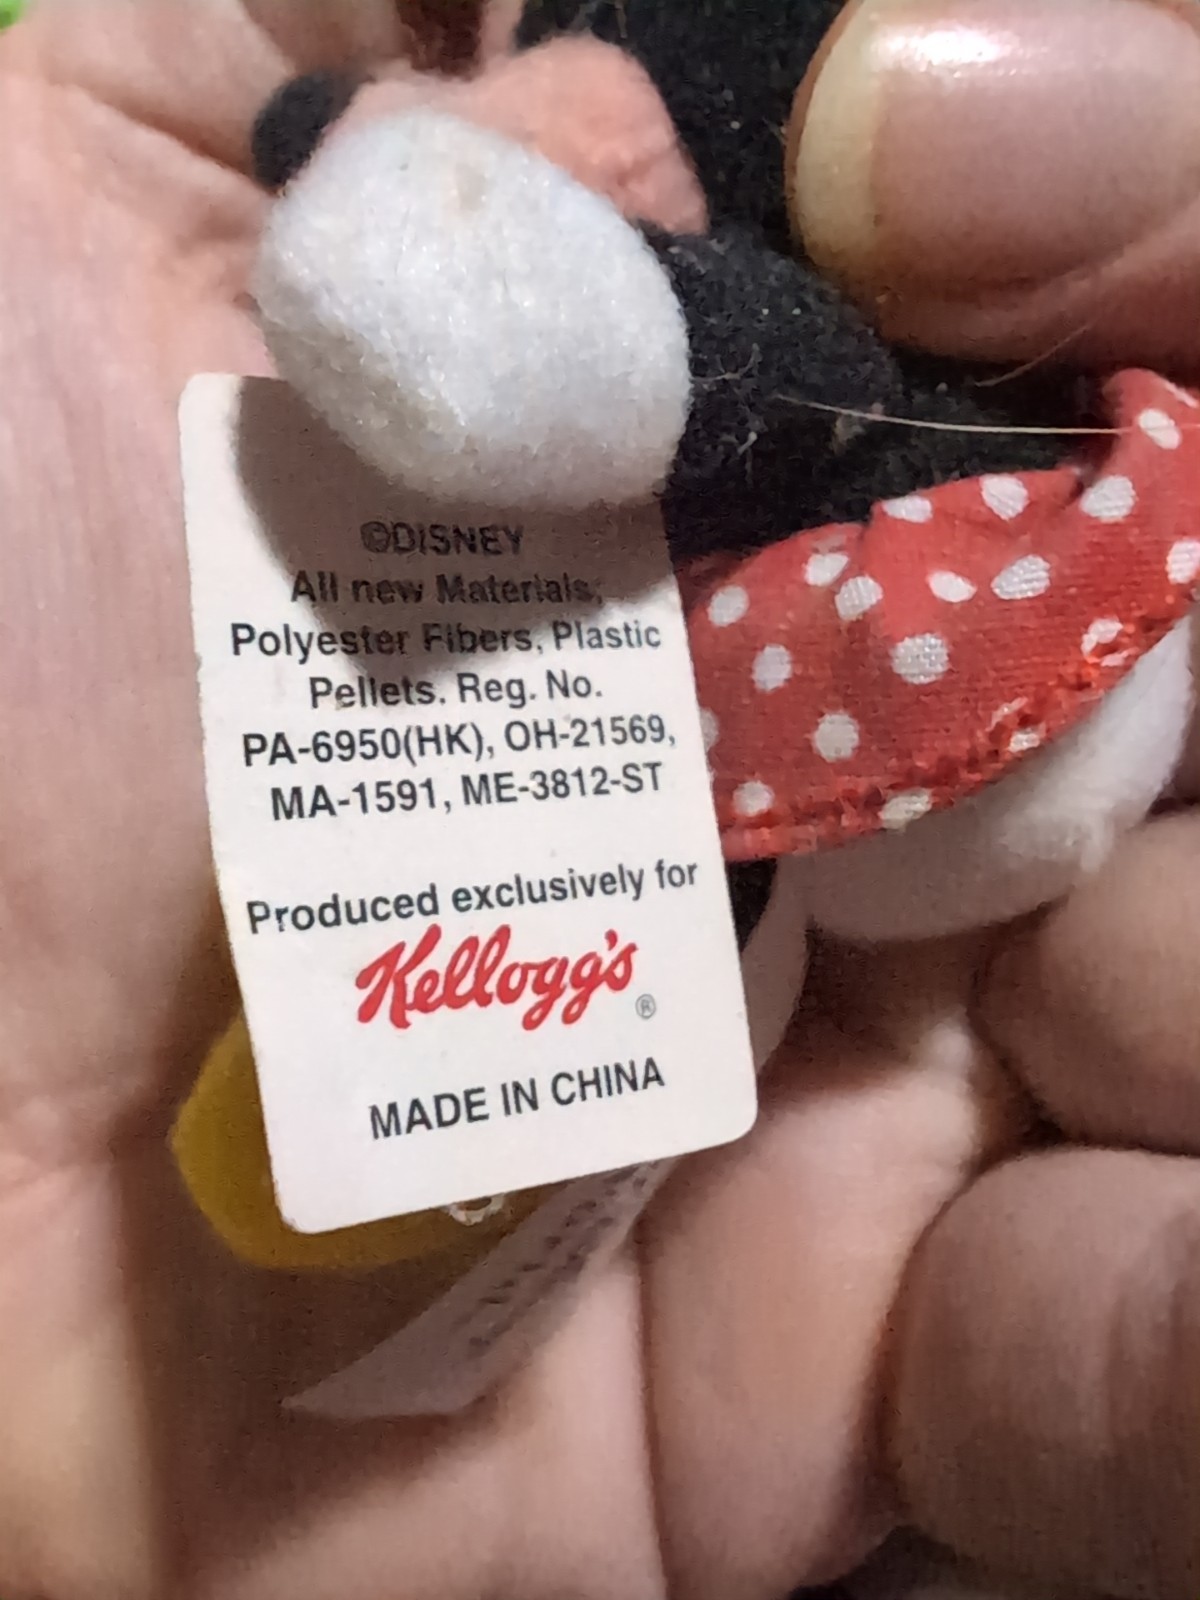 ©DISNEY
All new Materials;
Polyester Fibers, Plastic
Pellets. Reg. No.
PA-6950(HK), OH-21569,
MA-1591, ME-3812-ST
Produced exclusively for
Kellogg's
®
MADE IN CHINA